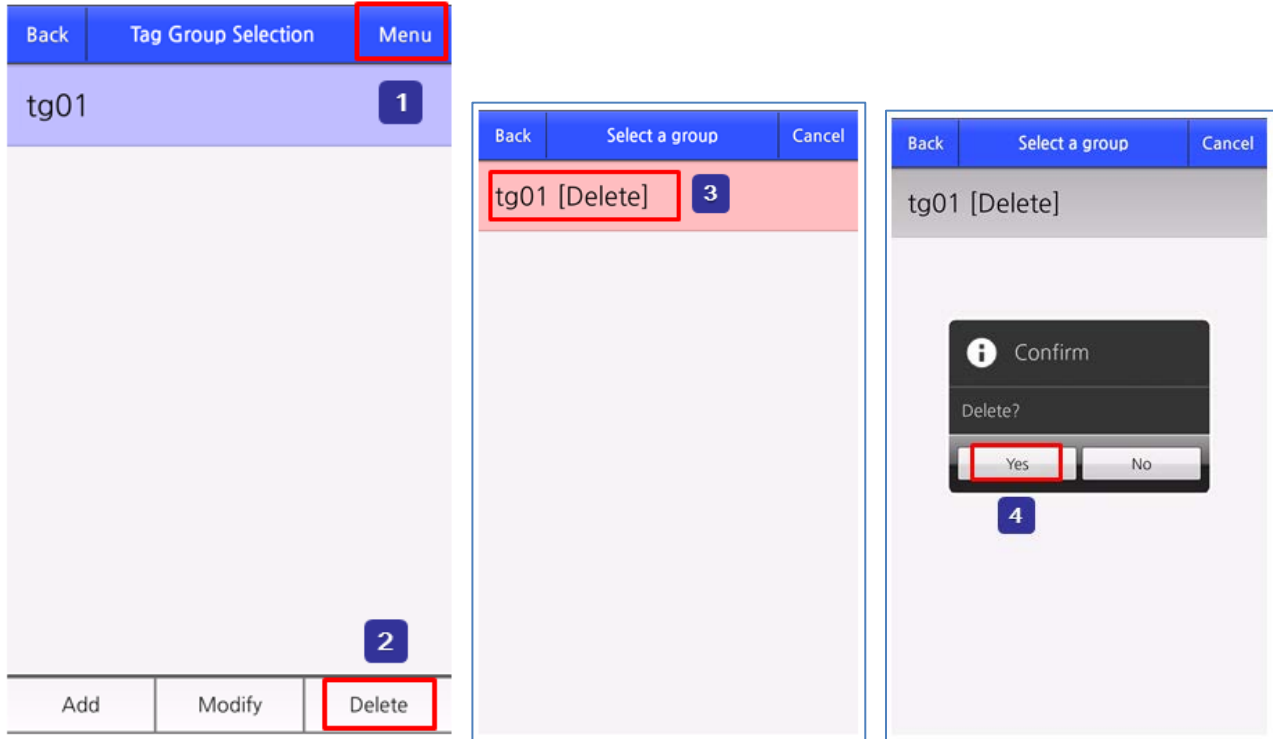 Back Tag Group Selection Menu
tg01
1
2
Add Modify Delete
Back Select a group Cancel
tg01 [Delete]
3
Back Select a group Cancel
tg01 [Delete]
Confirm
Delete?
Yes No
4